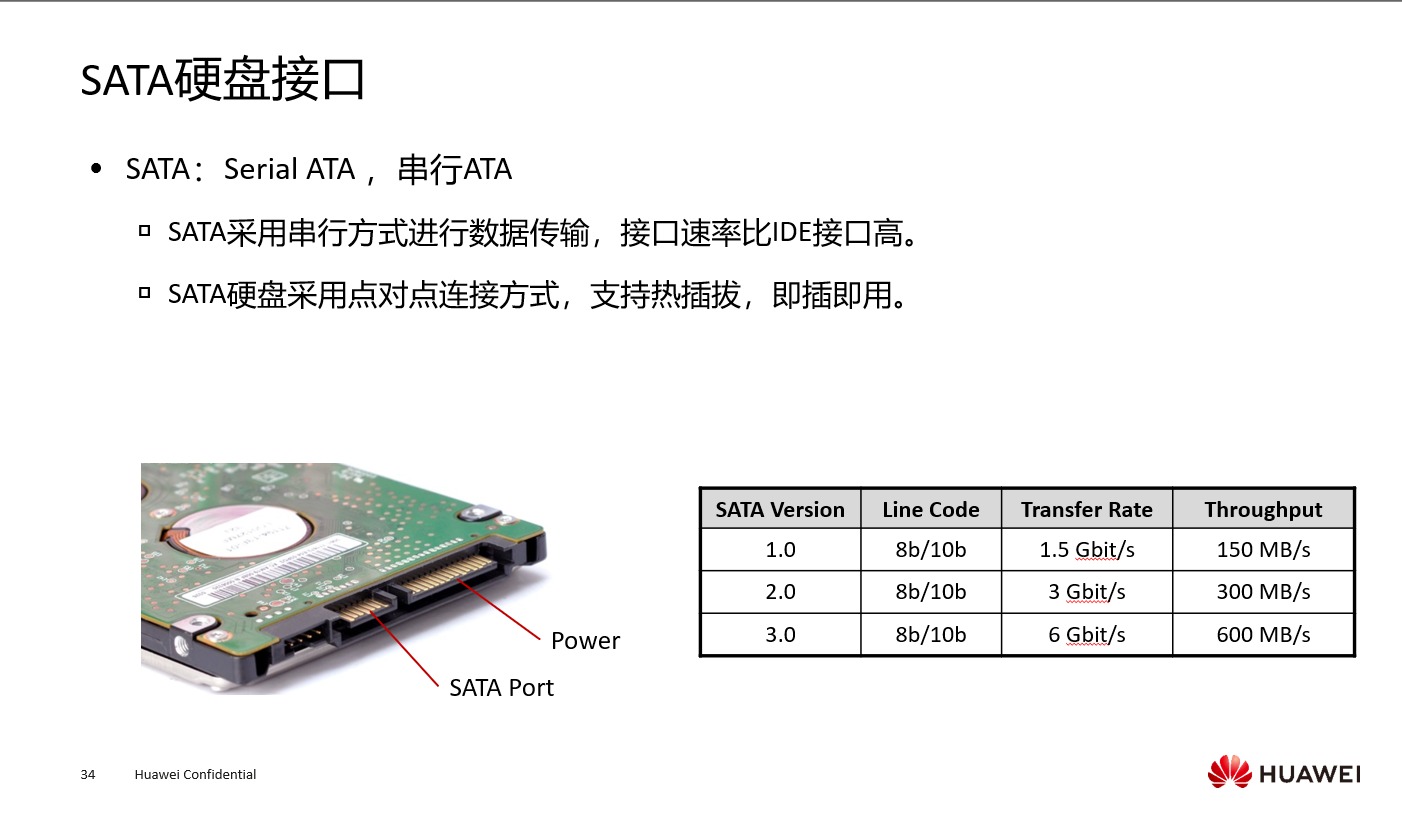 SATA硬盘接口
• SATA：Serial ATA ，串行ATA
▫ SATA采用串行方式进行数据传输，接口速率比IDE接口高。
▫ SATA硬盘采用点对点连接方式，支持热插拔，即插即用。
SATA Version Line Code Transfer Rate Throughput
1.0 8b/10b 1.5 Gbit/s 150 MB/s
2.0 8b/10b 3 Gbit/s 300 MB/s
3.0 8b/10b 6 Gbit/s 600 MB/s
Power
SATA Port
34 Huawei Confidential
HUAWEI